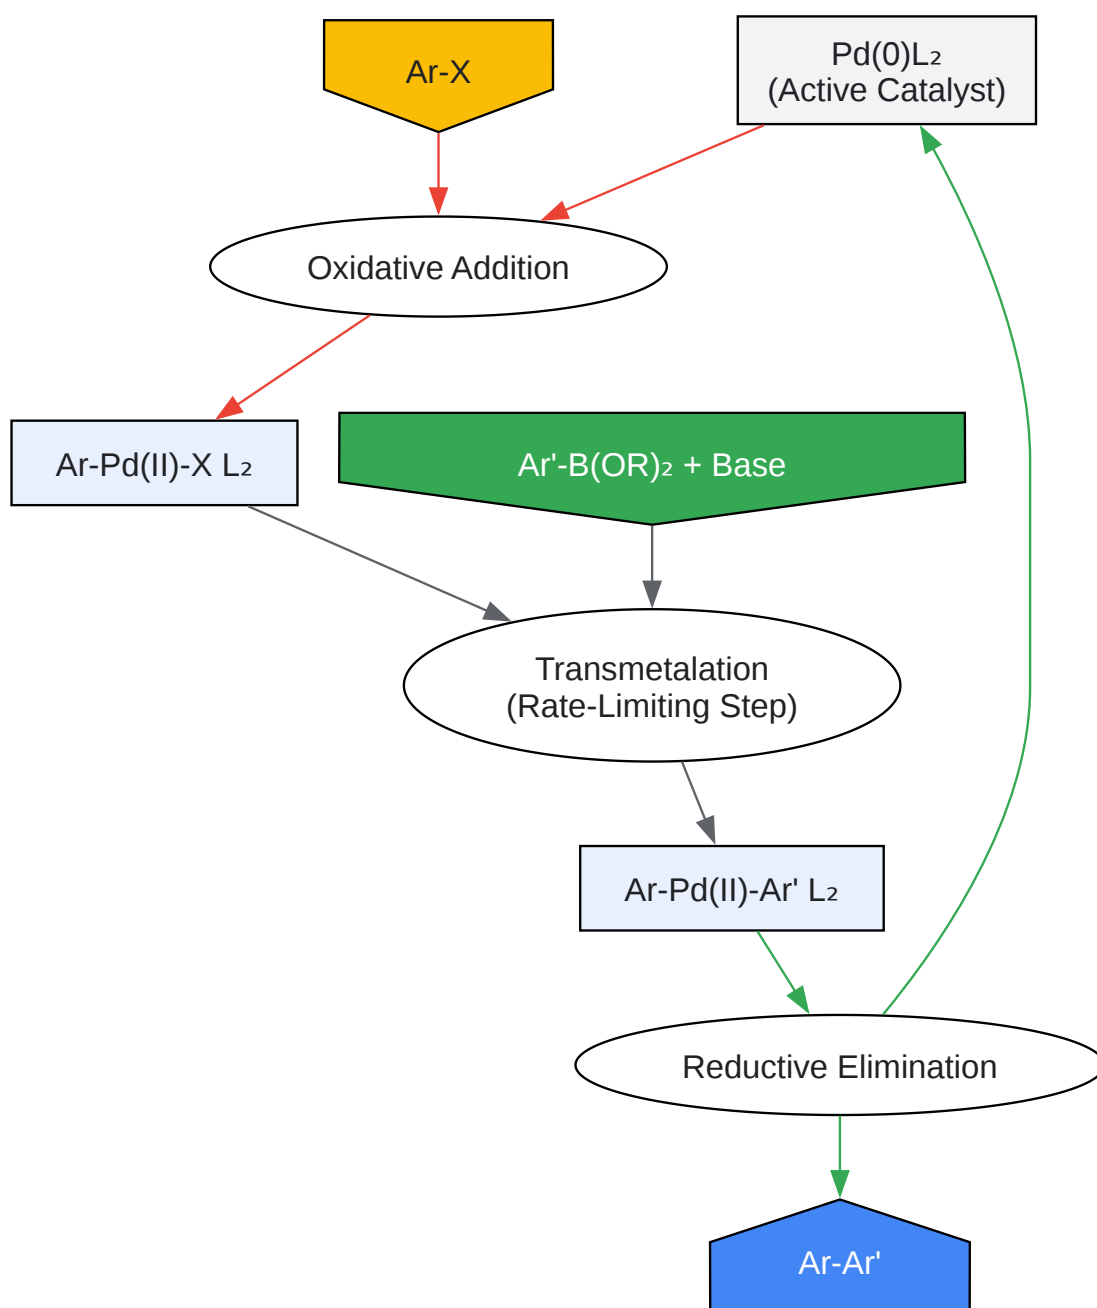 Ar-X
Pd(0)L₂
(Active Catalyst)
Oxidative Addition
Ar-Pd(II)-X L₂
Ar'-B(OR)₂ + Base
Transmetalation
(Rate-Limiting Step)
Ar-Pd(II)-Ar' L₂
Reductive Elimination
Ar-Ar'